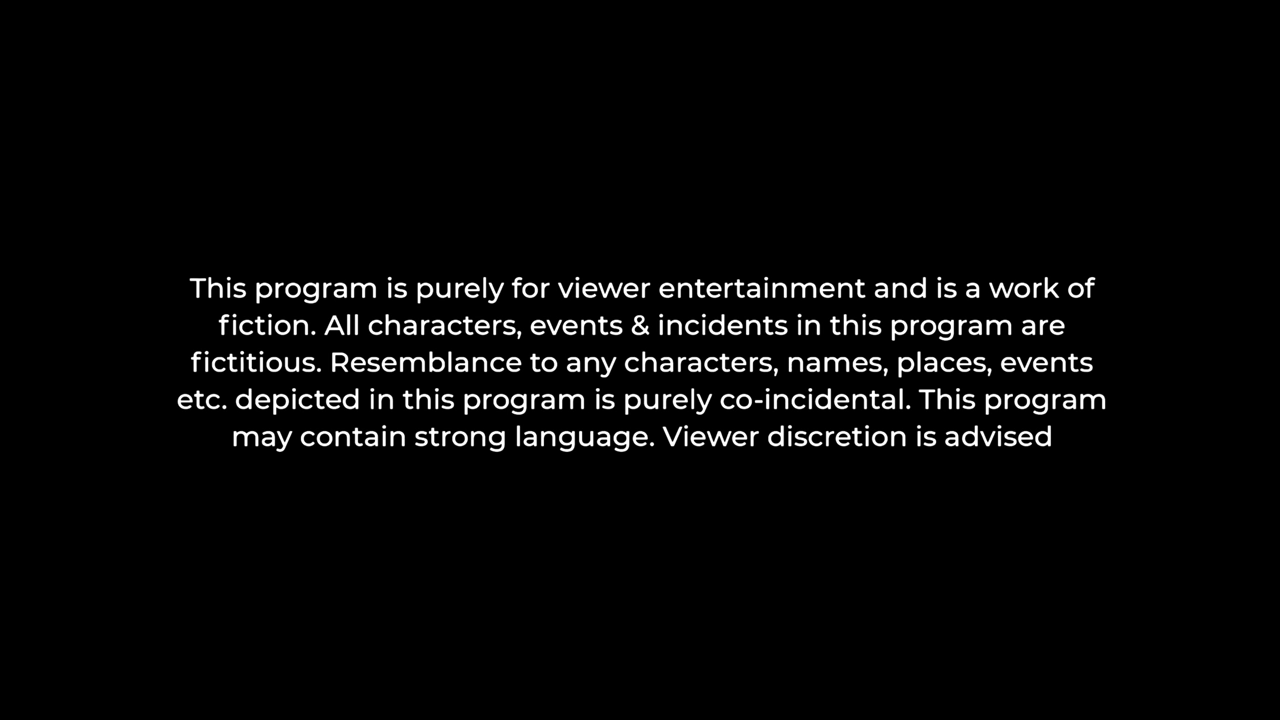 This program is purely for viewer entertainment and is a work of
fiction. All characters, events & incidents in this program are
fictitious. Resemblance to any characters, names, places, events
etc. depicted in this program is purely co-incidental. This program
may contain strong language. Viewer discretion is advised